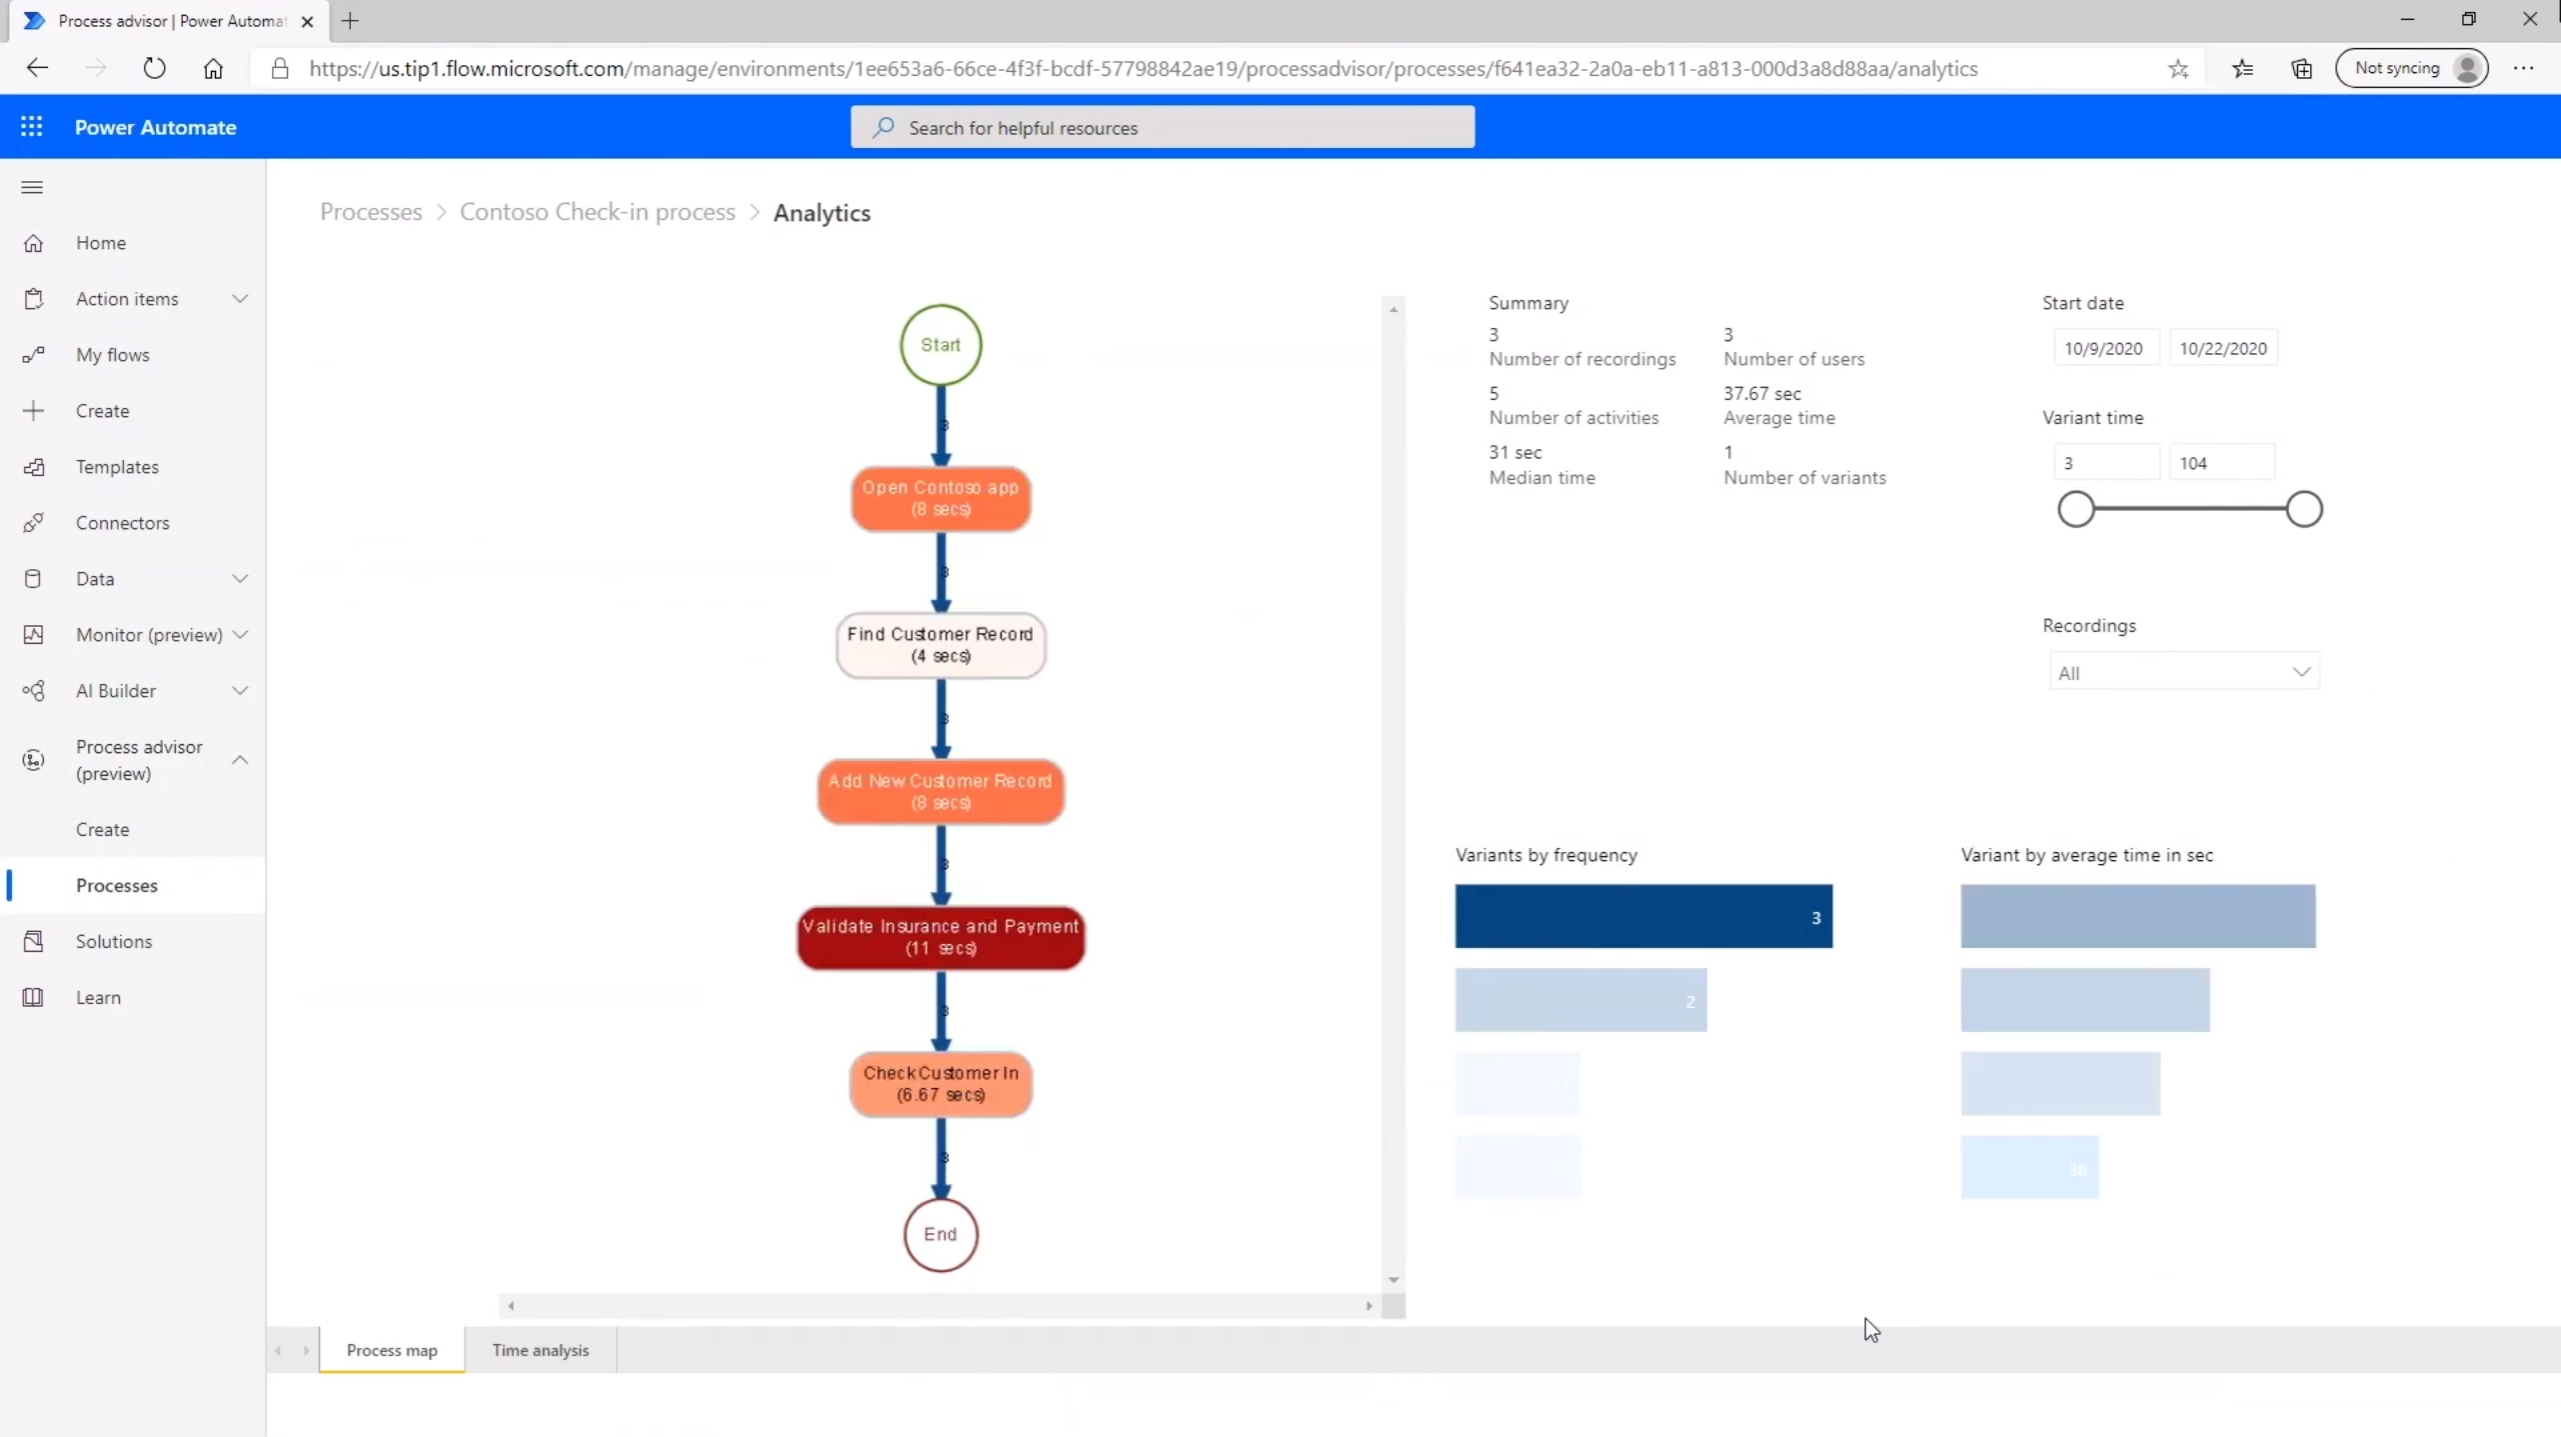 Process advisor | Power Automat
https://us.tip1.flow.microsoft.com/manage/environments/1ee653a6-66ce-4f3f-bcdf-57798842ae19/processadvisor/processes/f641ea32-2a0a-eb11-a813-000d3a8d88aa/analytics
Not syncing
Power Automate
Search for helpful resources
Home
Action items
My flows
Create
Templates
Connectors
Data
Monitor (preview)
AI Builder
Process advisor
(preview)
Create
Processes
Solutions
Learn
Processes > Contoso Check-in process > Analytics
Start
3
Open Contoso app
(8 secs)
3
Find Customer Record
(4 secs)
3
Add New Customer Record
(8 secs)
3
Validate Insurance and Payment
(11 secs)
3
Check Customer In
(6.67 secs)
3
End
Summary
3
Number of recordings
3
Number of users
5
Number of activities
37.67 sec
Average time
31 sec
Median time
1
Number of variants
Start date
10/9/2020 10/22/2020
Variant time
3 104
Recordings
All
Variants by frequency
3
2
Variant by average time in sec
38
Process map
Time analysis